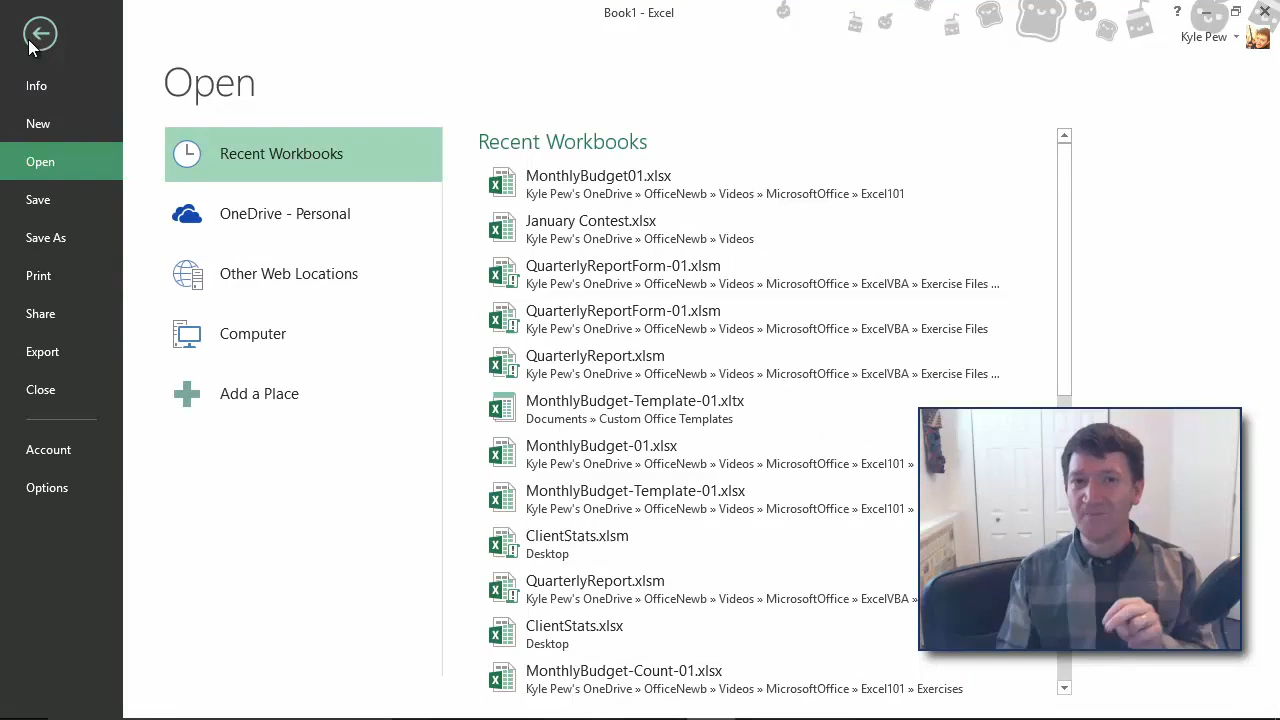 Book1 - Excel
?
Kyle Pew
Info
New
Open
Save
Save As
Print
Share
Export
Close
Account
Options
Open
Recent Workbooks
OneDrive - Personal
Other Web Locations
Computer
Add a Place
Recent Workbooks
MonthlyBudget01.xlsx
Kyle Pew's OneDrive » OfficeNewb » Videos » MicrosoftOffice » Excel101
January Contest.xlsx
Kyle Pew's OneDrive » OfficeNewb » Videos
QuarterlyReportForm-01.xlsm
Kyle Pew's OneDrive » OfficeNewb » Videos » MicrosoftOffice » ExcelVBA » Exercise Files ...
QuarterlyReportForm-01.xlsm
Kyle Pew's OneDrive » OfficeNewb » Videos » MicrosoftOffice » ExcelVBA » Exercise Files
QuarterlyReport.xlsm
Kyle Pew's OneDrive » OfficeNewb » Videos » MicrosoftOffice » ExcelVBA » Exercise Files ...
MonthlyBudget-Template-01.xltx
Documents » Custom Office Templates
MonthlyBudget-01.xlsx
Kyle Pew's OneDrive » OfficeNewb » Videos » MicrosoftOffice » Excel101 »
MonthlyBudget-Template-01.xlsx
Kyle Pew's OneDrive » OfficeNewb » Videos » MicrosoftOffice » Excel101 »
ClientStats.xlsm
Desktop
QuarterlyReport.xlsm
Kyle Pew's OneDrive » OfficeNewb » Videos » MicrosoftOffice » ExcelVBA »
ClientStats.xlsx
Desktop
MonthlyBudget-Count-01.xlsx
Kyle Pew's OneDrive » OfficeNewb » Videos » MicrosoftOffice » Excel101 » Exercises